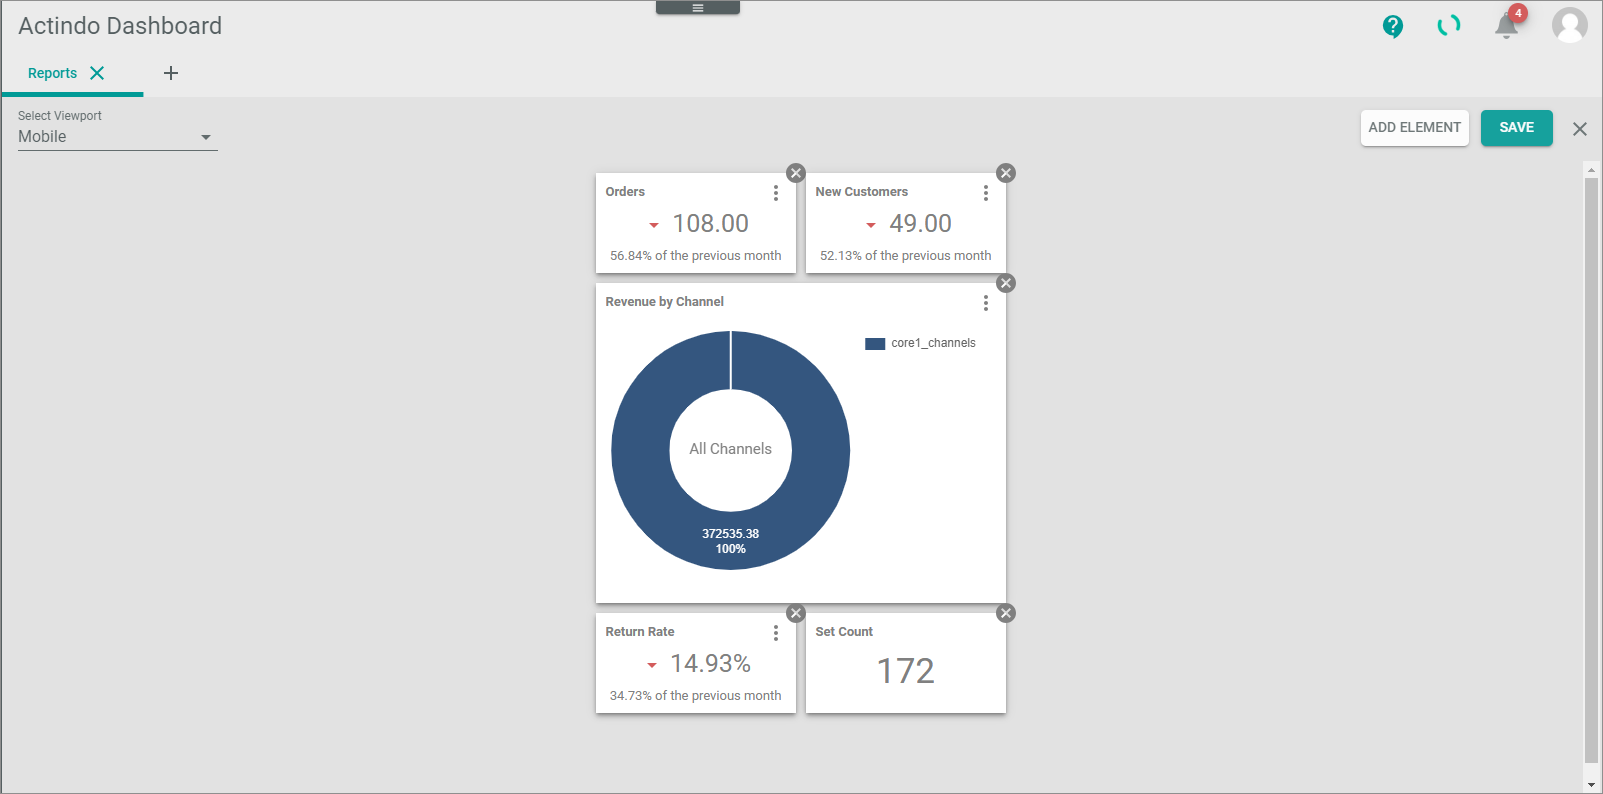 Actindo Dashboard
4
Reports
Select Viewport
Mobile
ADD ELEMENT
SAVE
Orders
108.00
56.84% of the previous month
New Customers
49.00
52.13% of the previous month
Revenue by Channel
core1_channels
All Channels
372535.38
100%
Return Rate
14.93%
34.73% of the previous month
Set Count
172